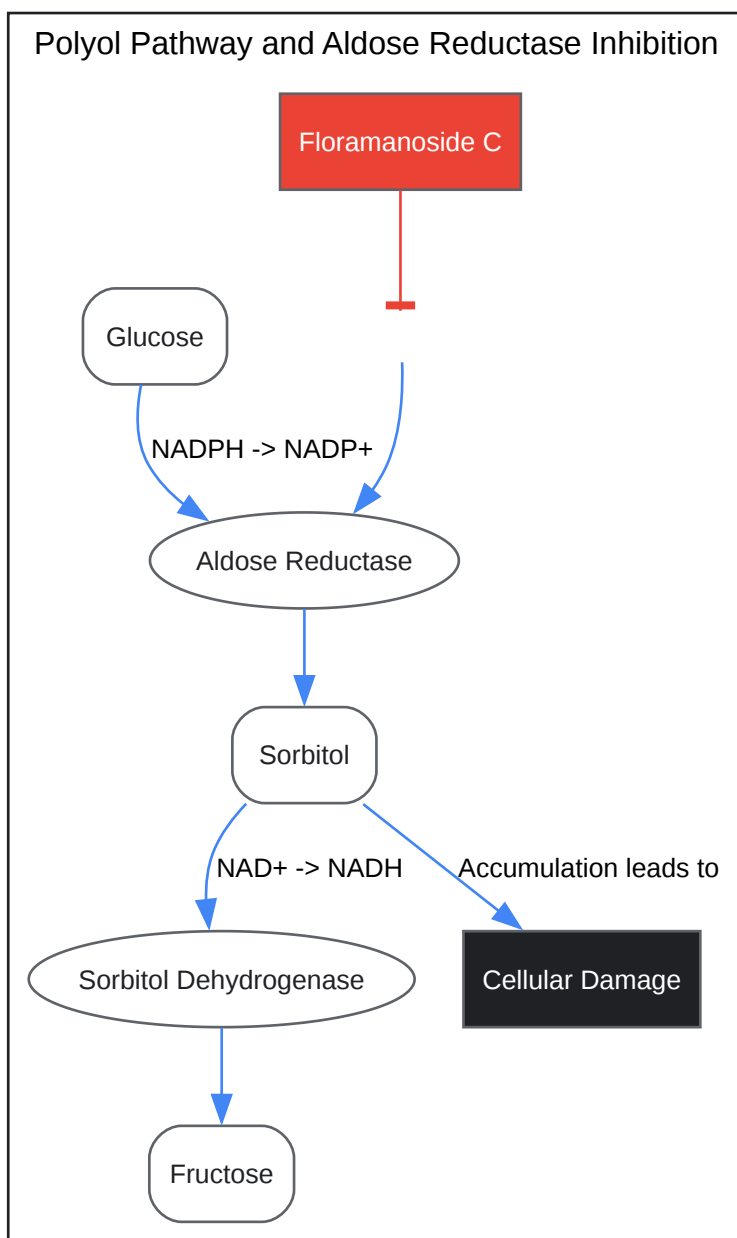 Polyol Pathway and Aldose Reductase Inhibition
Floramanoside C
Glucose
NADPH -> NADP+
Aldose Reductase
Sorbitol
NAD+ -> NADH
Accumulation leads to
Sorbitol Dehydrogenase
Cellular Damage
Fructose